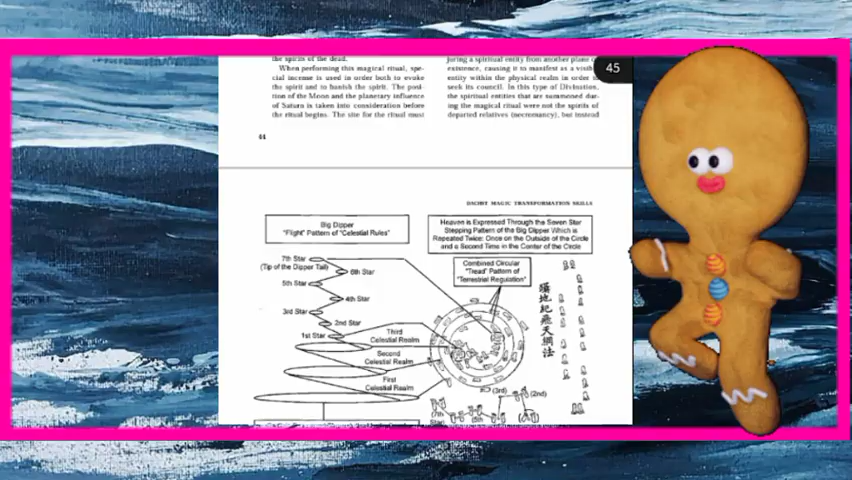 the spirits of the dead.
When performing this magical ritual, spe-
cial incense is used in order both to evoke
the spirit and to banish the spirit. The posi-
tion of the Moon and the planetary influence
of Saturn is taken into consideration before
the ritual begins. The site for the ritual must
44
juring a spiritual entity from another plane o
existence, causing it to manifest as a visib
entity within the physical realm in order t
seek its council. In this type of Divination,
the spiritual entities that are summoned dur-
ing the magical ritual were not the spirits of
departed relatives (necromancy), but instead
45
DAOIST MAGIC TRANSFORMATION SKILLS
Big Dipper
"Flight" Pattern of "Celestial Rules"
Heaven is Expressed Through the Seven Star
Stepping Pattern of the Big Dipper Which is
Repeated Twice: Once on the Outside of the Circle
and a Second Time in the Center of the Circle
7th Star
(Tip of the Dipper Tail)
6th Star
5th Star
4th Star
3rd Star
2nd Star
1st Star
Third
Celestial Realm
Second
Celestial Realm
First
Celestial Realm
Combined Circular
"Tread" Pattern of
"Terrestrial Regulation"
地紀飛天綱法
(3rd)
(2nd)